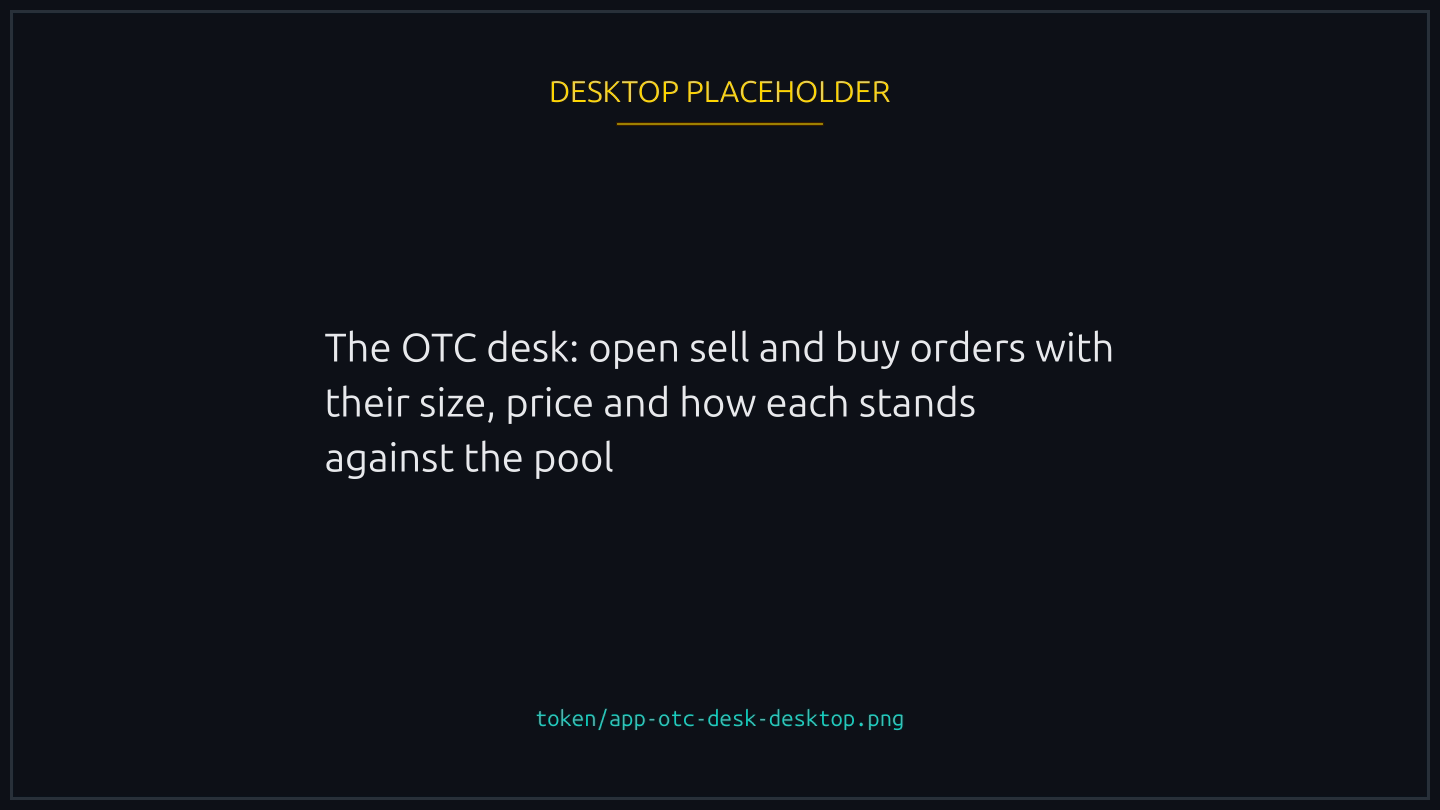 DESKTOP PLACEHOLDER
The OTC desk: open sell and buy orders with
their size, price and how each stands
against the pool
token/app-otc-desk-desktop.png